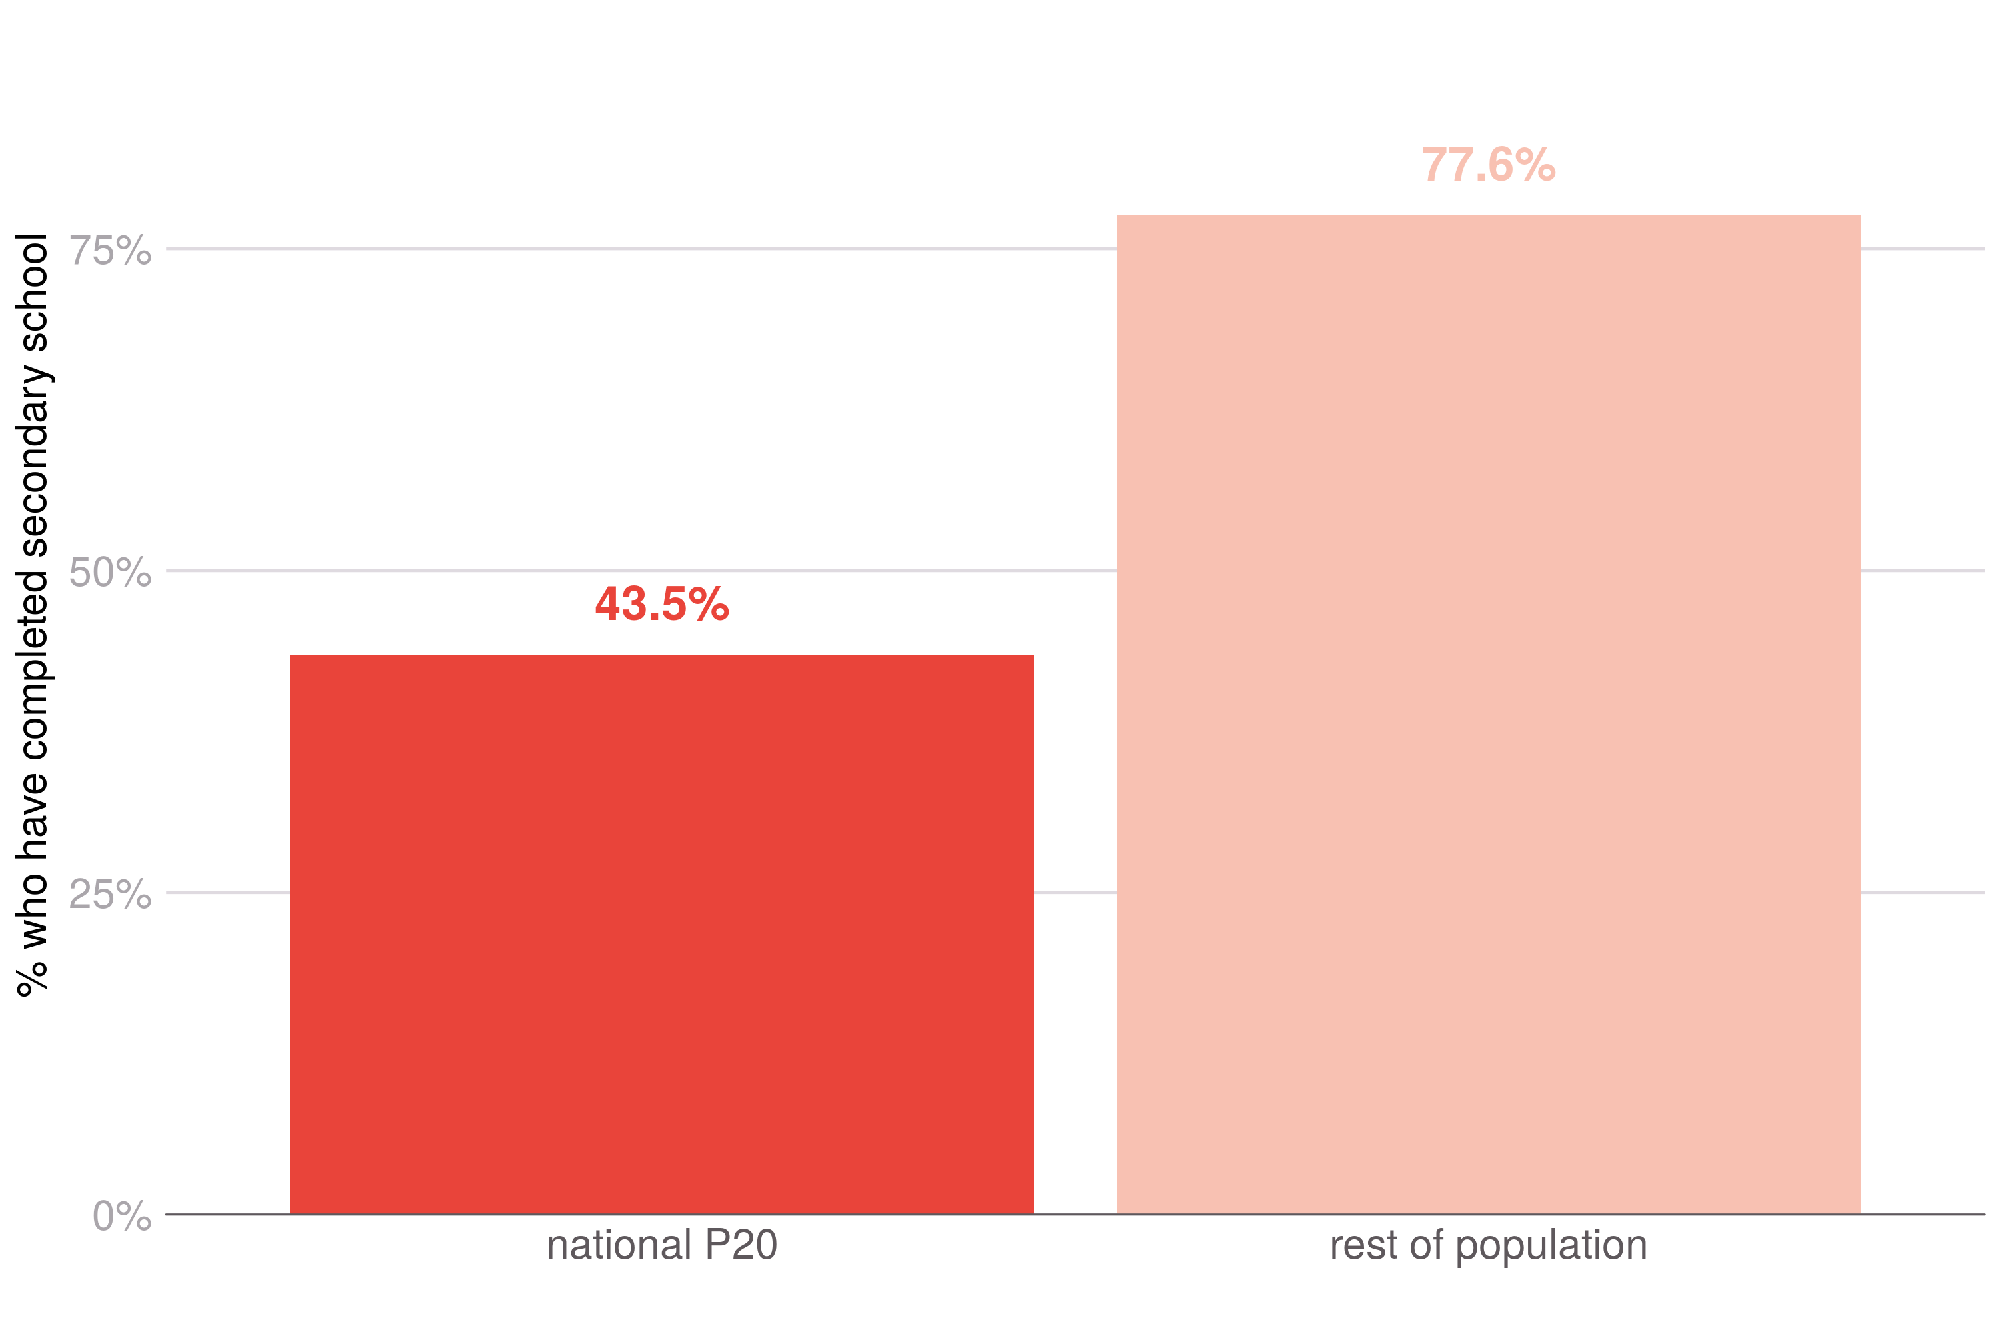 % who have completed secondary school
75%
50%
25%
0%
43.5%
77.6%
national P20
rest of population